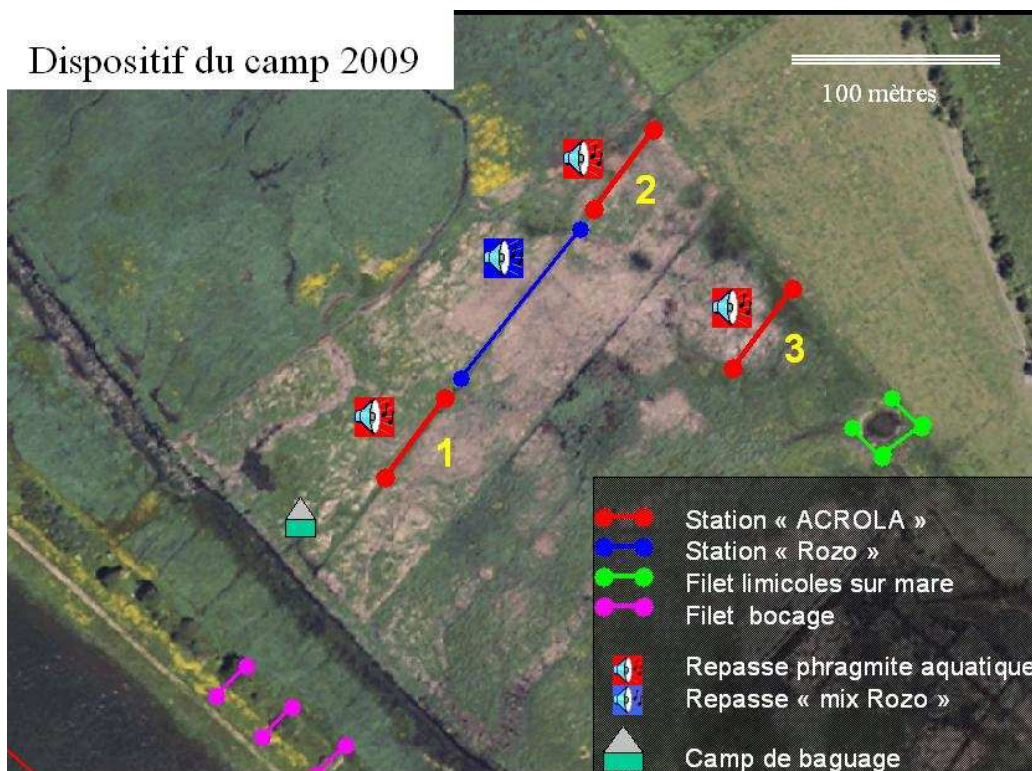 Dispositif du camp 2009
100 mètres
2
3
1
Station « ACROLA »
Station « Rozo »
Filet limicoles sur mare
Filet bocage
Repasse phragmite aquatique
Repasse « mix Rozo »
Camp de baguage